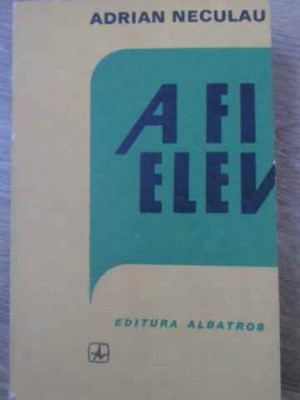 ADRIAN NECULAU
A FI
ELEV
EDITURA ALBATROS